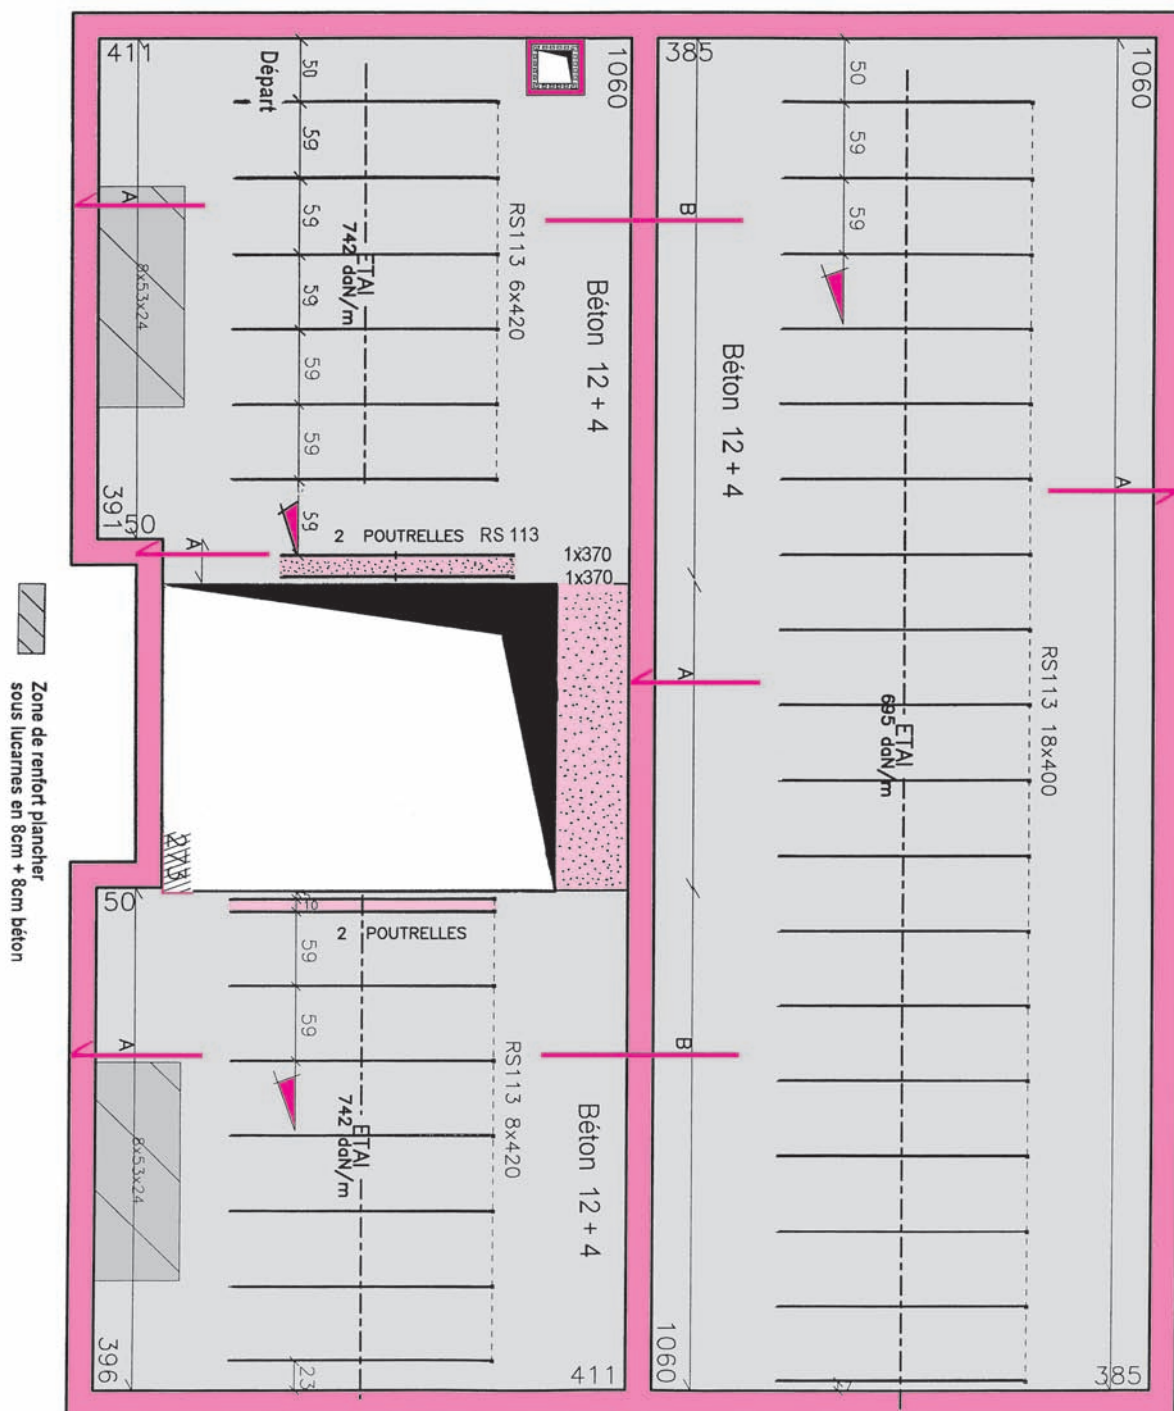 411
50
Départ
59
59
59
59
59
59
742 ETAI
daN/m
RS113 6x420
Béton 12 + 4
1060
A
8x53x24
391
50
A
2 POUTRELLES RS 113
1x370
1x370
B
385
50
59
59
Béton 12 + 4
1060
A
RS113 18x400
ETAI
695 daN/m
A
50
10
2 POUTRELLES
59
59
A
8x53x24
RS113 8x420
ETAI
742 daN/m
Béton 12 + 4
B
396
23
411
1060
385
Zone de renfort plancher
sous lucarnes en 8cm + 8cm béton